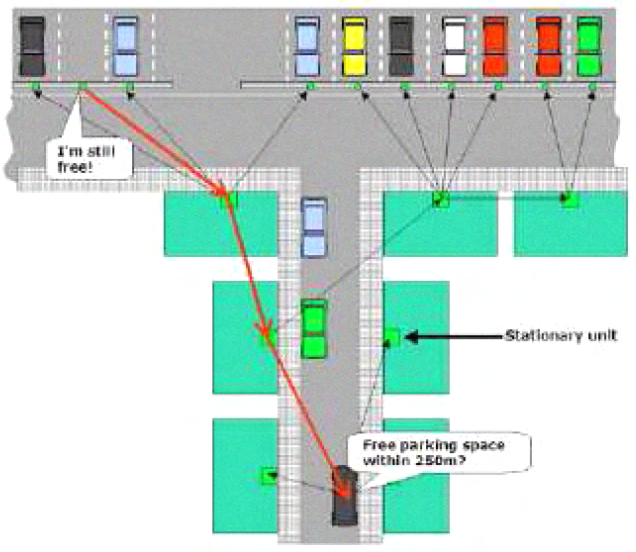 I'm still
free!
Stationary unit
Free parking space
within 250m?